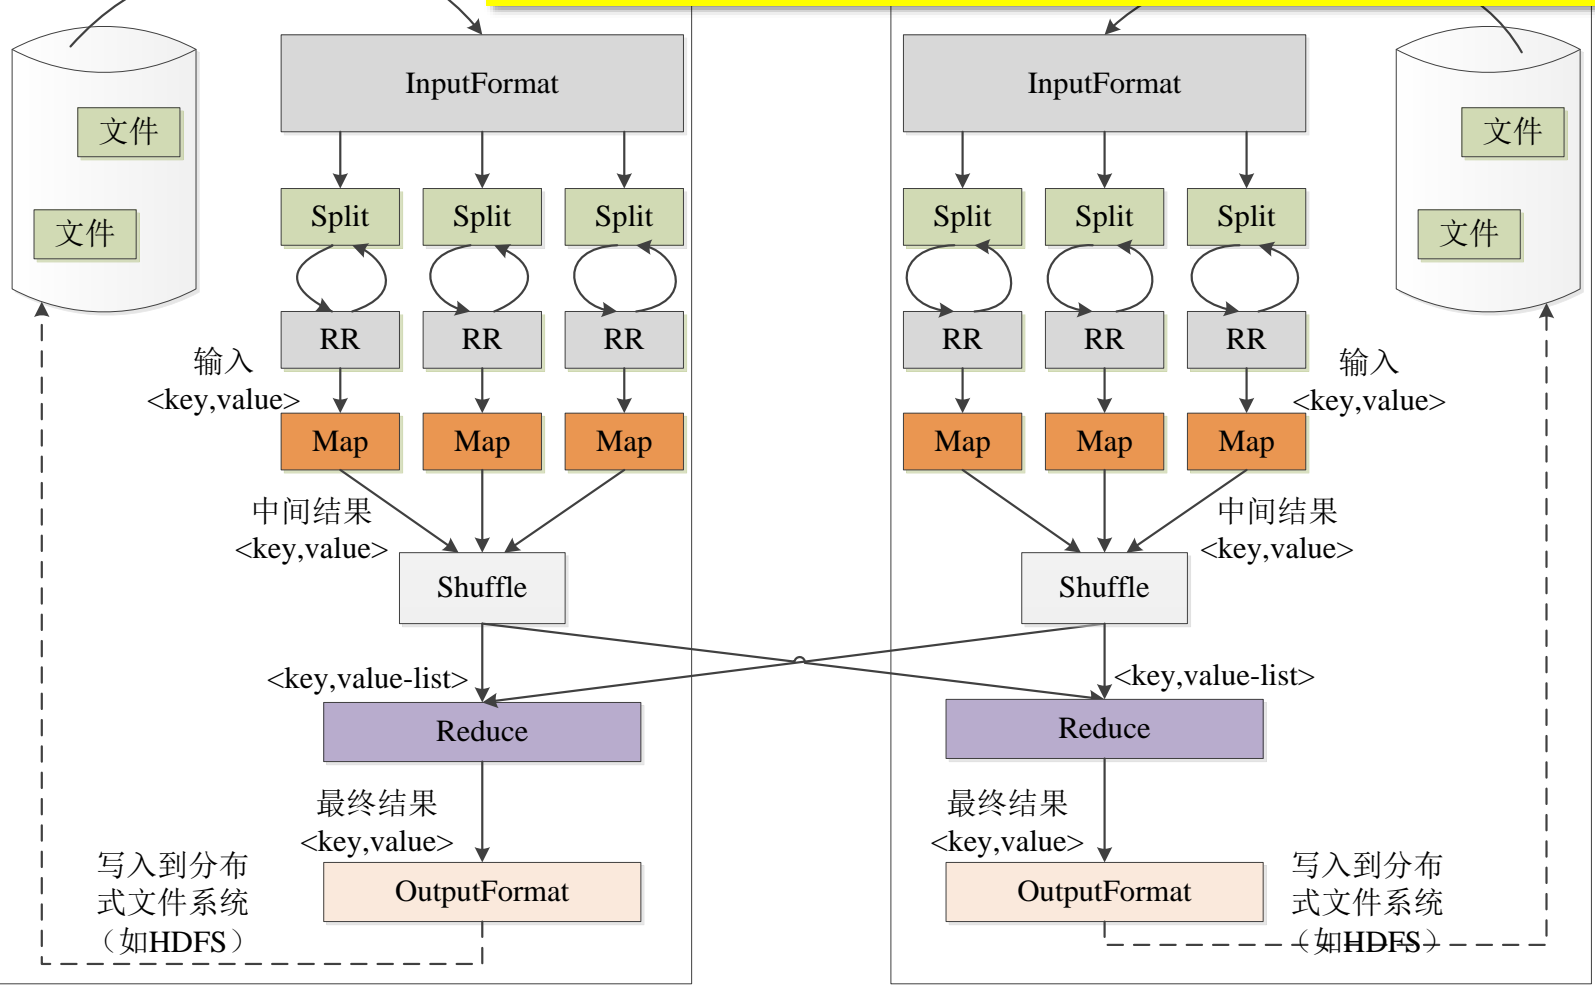 InputFormat
InputFormat
文件
文件
文件
文件
Split
Split
Split
Split
Split
Split
RR
RR
RR
RR
RR
RR
输入
<key,value>
输入
<key,value>
Map
Map
Map
Map
Map
Map
中间结果
<key,value>
中间结果
<key,value>
Shuffle
Shuffle
<key,value-list>
<key,value-list>
Reduce
Reduce
最终结果
<key,value>
最终结果
<key,value>
写入到分布
式文件系统
（如HDFS）
OutputFormat
OutputFormat
写入到分布
式文件系统
（如HDFS）